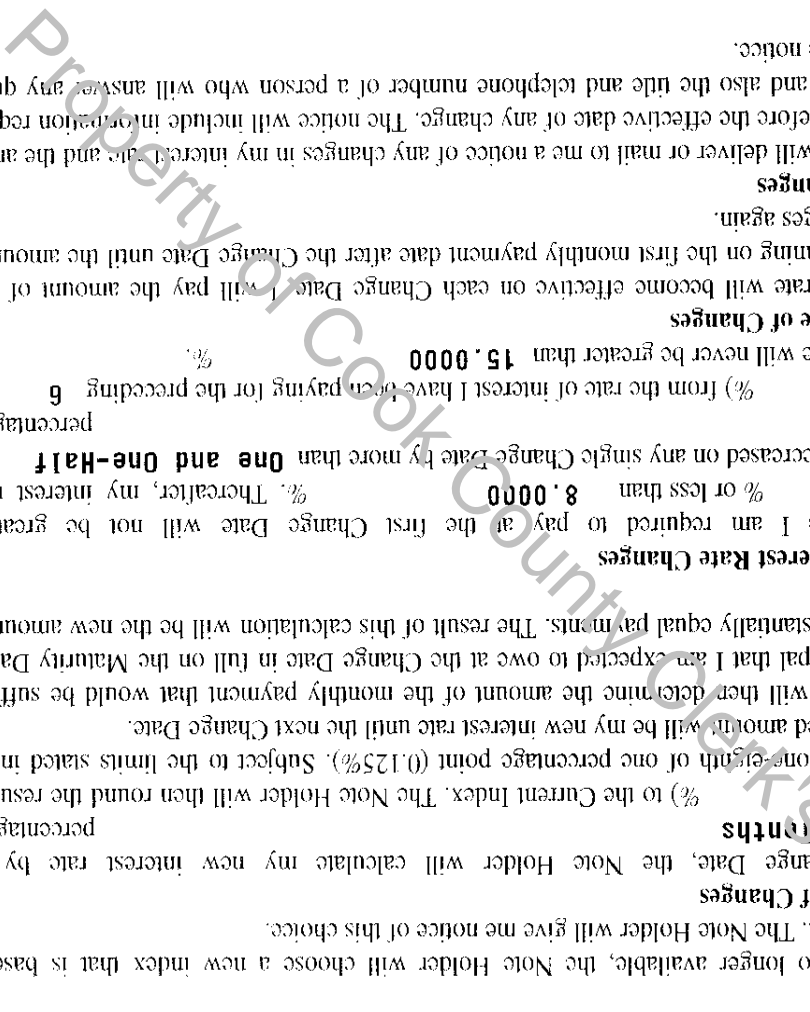 o longer available, the Note Holder will choose a new index that is base
. The Note Holder will give me notice of this choice.
f Changes
ange Date, the Note Holder will calculate my new interest rate by
percentag
%) to the Current Index. The Note Holder will then round the resu
one-eighth of one percentage point (0.125%). Subject to the limits stated in
ed amount will be my new interest rate until the next Change Date.
will then determine the amount of the monthly payment that would be suffi
pal that I am expected to owe at the Change Date in full on the Maturity Da
stantially equal payments. The result of this calculation will be the new amoun
erest Rate Changes
I am required to pay at the first Change Date will not be great
% or less than 8.0000 %. Thereafter, my interest
ecreased on any single Change Date by more than One and One-Half
percentag
%) from the rate of interest I have been paying for the preceding 6
e will never be greater than 15.0000 %.
e of Changes
rate will become effective on each Change Date. I will pay the amount of
nning on the first monthly payment date after the Change Date until the amoun
ges again.
anges
will deliver or mail to me a notice of any changes in my interest rate and the a
efore the effective date of any change. The notice will include information req
and also the title and telephone number of a person who will answer any q
notice.
Property of Cook County Clerk's